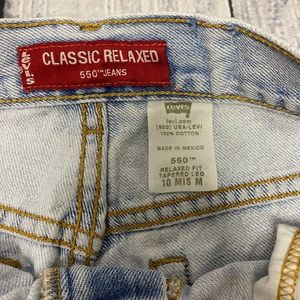 LEVI'S
CLASSIC RELAXED
550™ JEANS
LEVI'S
levi.com
(800) USA-LEVI
100% COTTON
MADE IN MEXICO
550™
RELAXED FIT
TAPERED LEG
10 MIS M